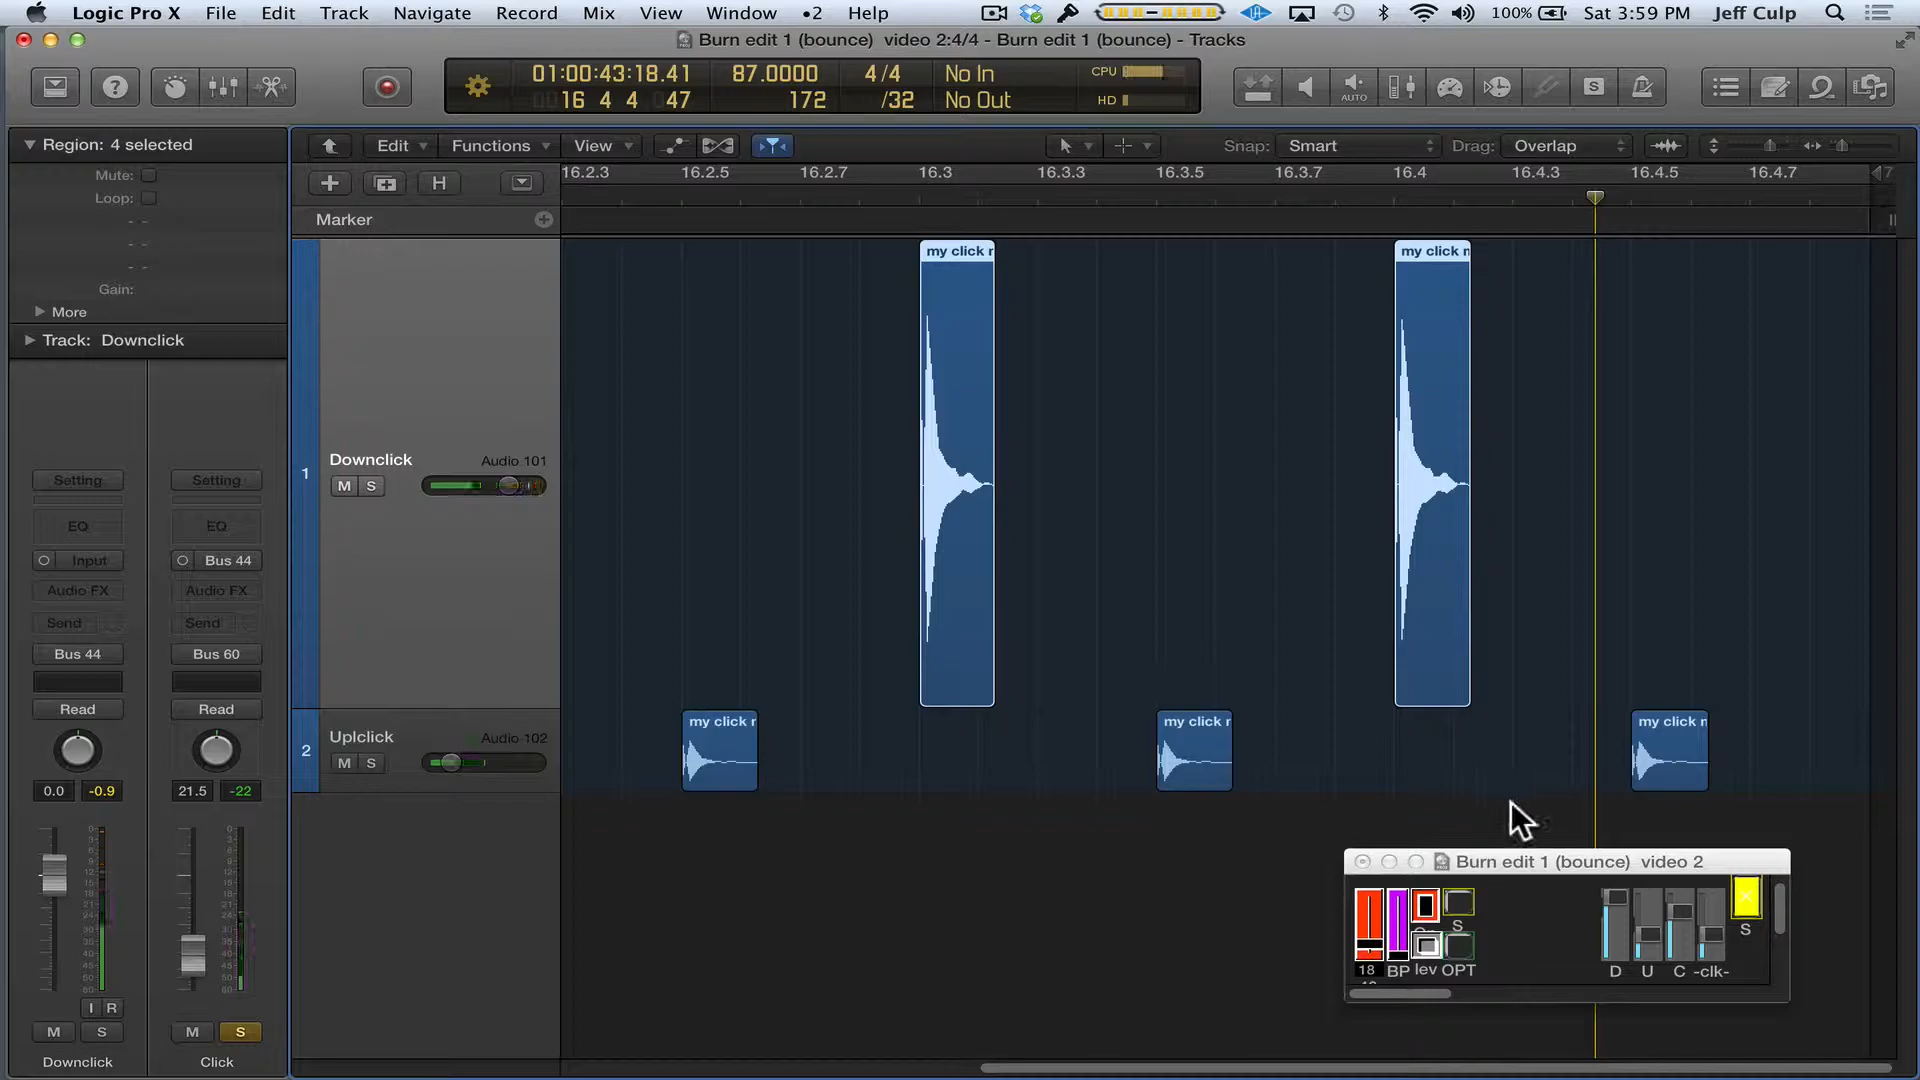 Logic Pro X File Edit Track Navigate Record Mix View Window •2 Help 100% Sat 3:59 PM Jeff Culp
Burn edit 1 (bounce) video 2:4/4 - Burn edit 1 (bounce) - Tracks
01:00:43:18.41 87.0000 4/4 No In CPU
16 4 4 47 172 /32 No Out HD
AUTO
S
Region: 4 selected
Edit Functions View Snap: Smart Drag: Overlap
Mute:
Loop:
- -
- -
- -
Gain:
More
Track: Downclick
16.2.3 16.2.5 16.2.7 16.3 16.3.3 16.3.5 16.3.7 16.4 16.4.3 16.4.5 16.4.7
H
Marker
my click r my click n
1
Downclick Audio 101
M S
my click r my click r my click n
2
Uplclick Audio 102
M S
Setting Setting
EQ EQ
Input Bus 44
Audio FX Audio FX
Send Send
Bus 44 Bus 60
Read Read
0.0 -0.9 21.5 -22
I R
M S M S
Downclick Click
Burn edit 1 (bounce) video 2
S S
18 BP lev OPT D U C -clk-